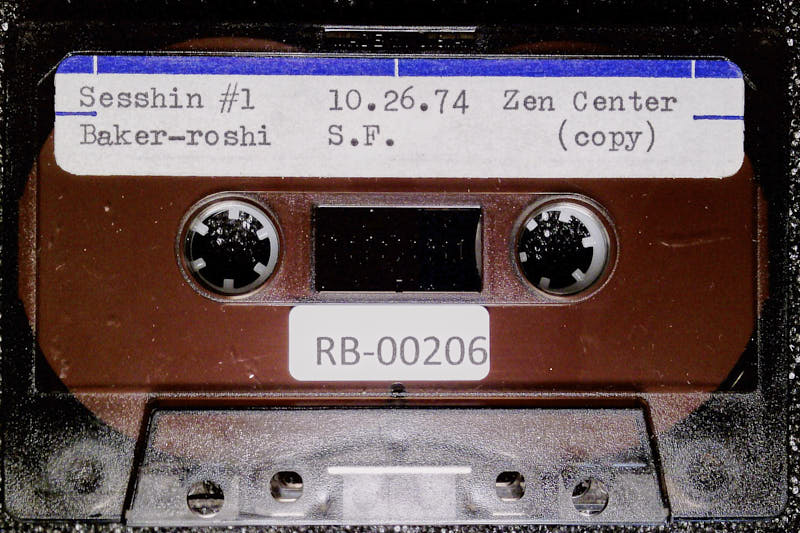 Sesshin #1 10.26.74 Zen Center
Baker-roshi S.F. (copy)
RB-00206